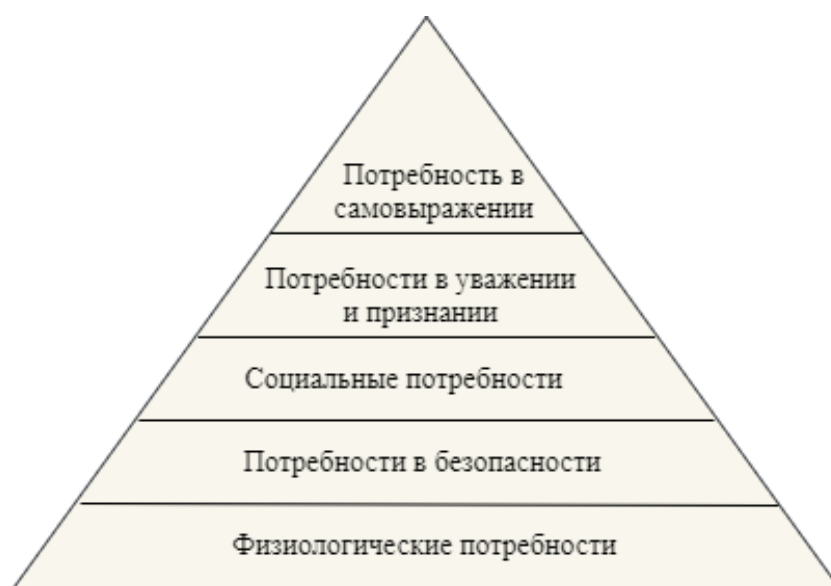 Потребность в
самовыражении
Потребности в уважении
и признании
Социальные потребности
Потребности в безопасности
Физиологические потребности